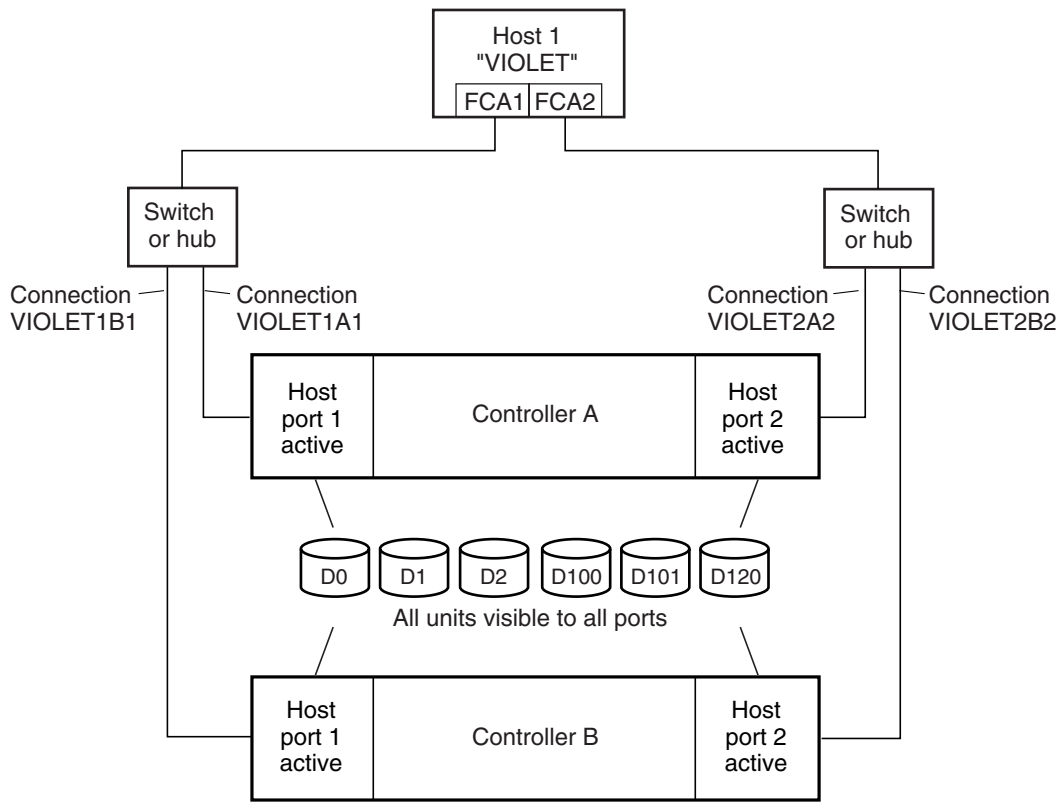 Host 1
"VIOLET"
FCA1 FCA2
Switch
or hub
Switch
or hub
Connection
VIOLET1B1
Connection
VIOLET1A1
Connection
VIOLET2A2
Connection
VIOLET2B2
Host
port 1
active
Controller A
Host
port 2
active
D0 D1 D2 D100 D101 D120
All units visible to all ports
Host
port 1
active
Controller B
Host
port 2
active